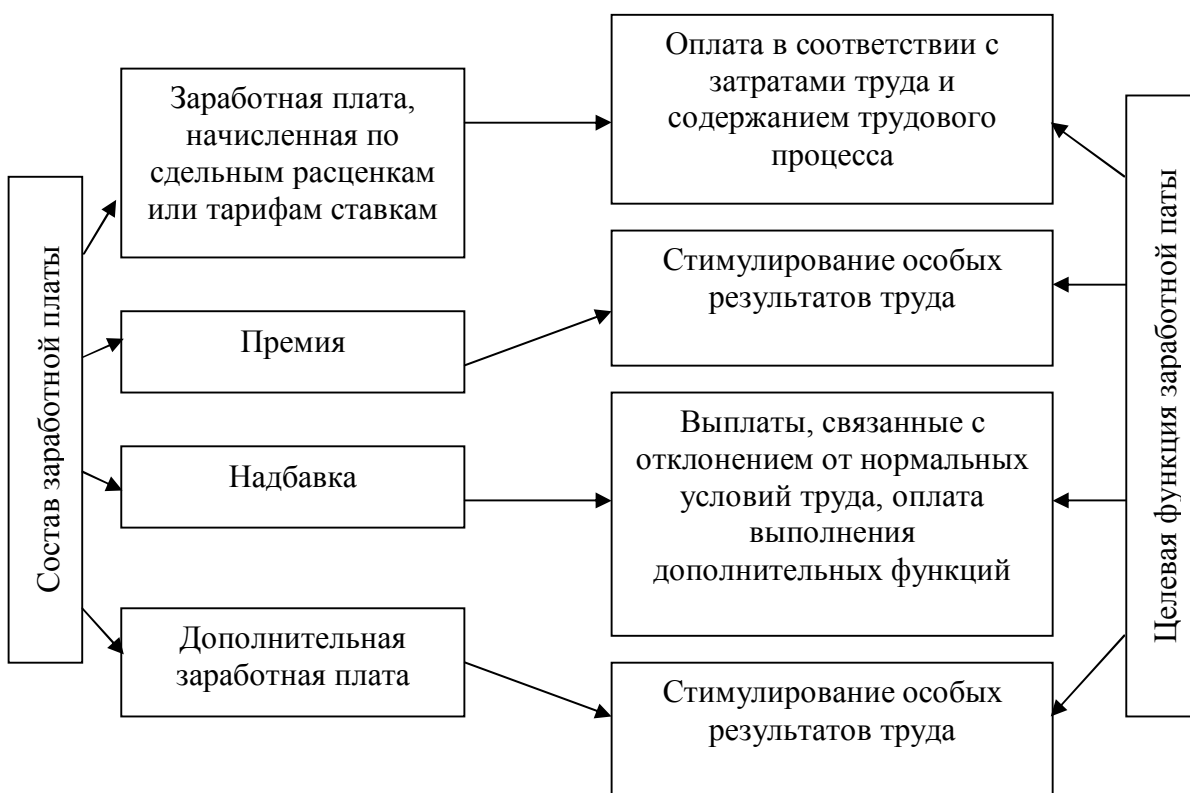 Состав заработной платы
Заработная плата,
начисленная по
сдельным расценкам
или тарифам ставкам
Премия
Надбавка
Дополнительная
заработная плата
Оплата в соответствии с
затратами труда и
содержанием трудового
процесса
Стимулирование особых
результатов труда
Выплаты, связанные с
отклонением от нормальных
условий труда, оплата
выполнения
дополнительных функций
Стимулирование особых
результатов труда
Целевая функция заработной паты